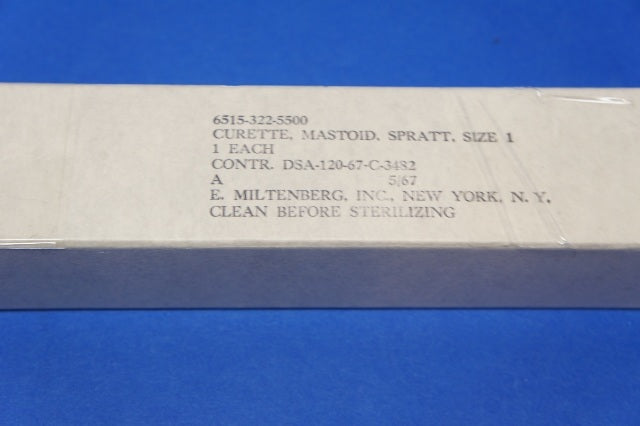 6515-322-5500
CURETTE, MASTOID, SPRATT, SIZE 1
1 EACH
CONTR. DSA-120-67-C-3482
A 5/67
E. MILTENBERG, INC., NEW YORK, N. Y.
CLEAN BEFORE STERILIZING